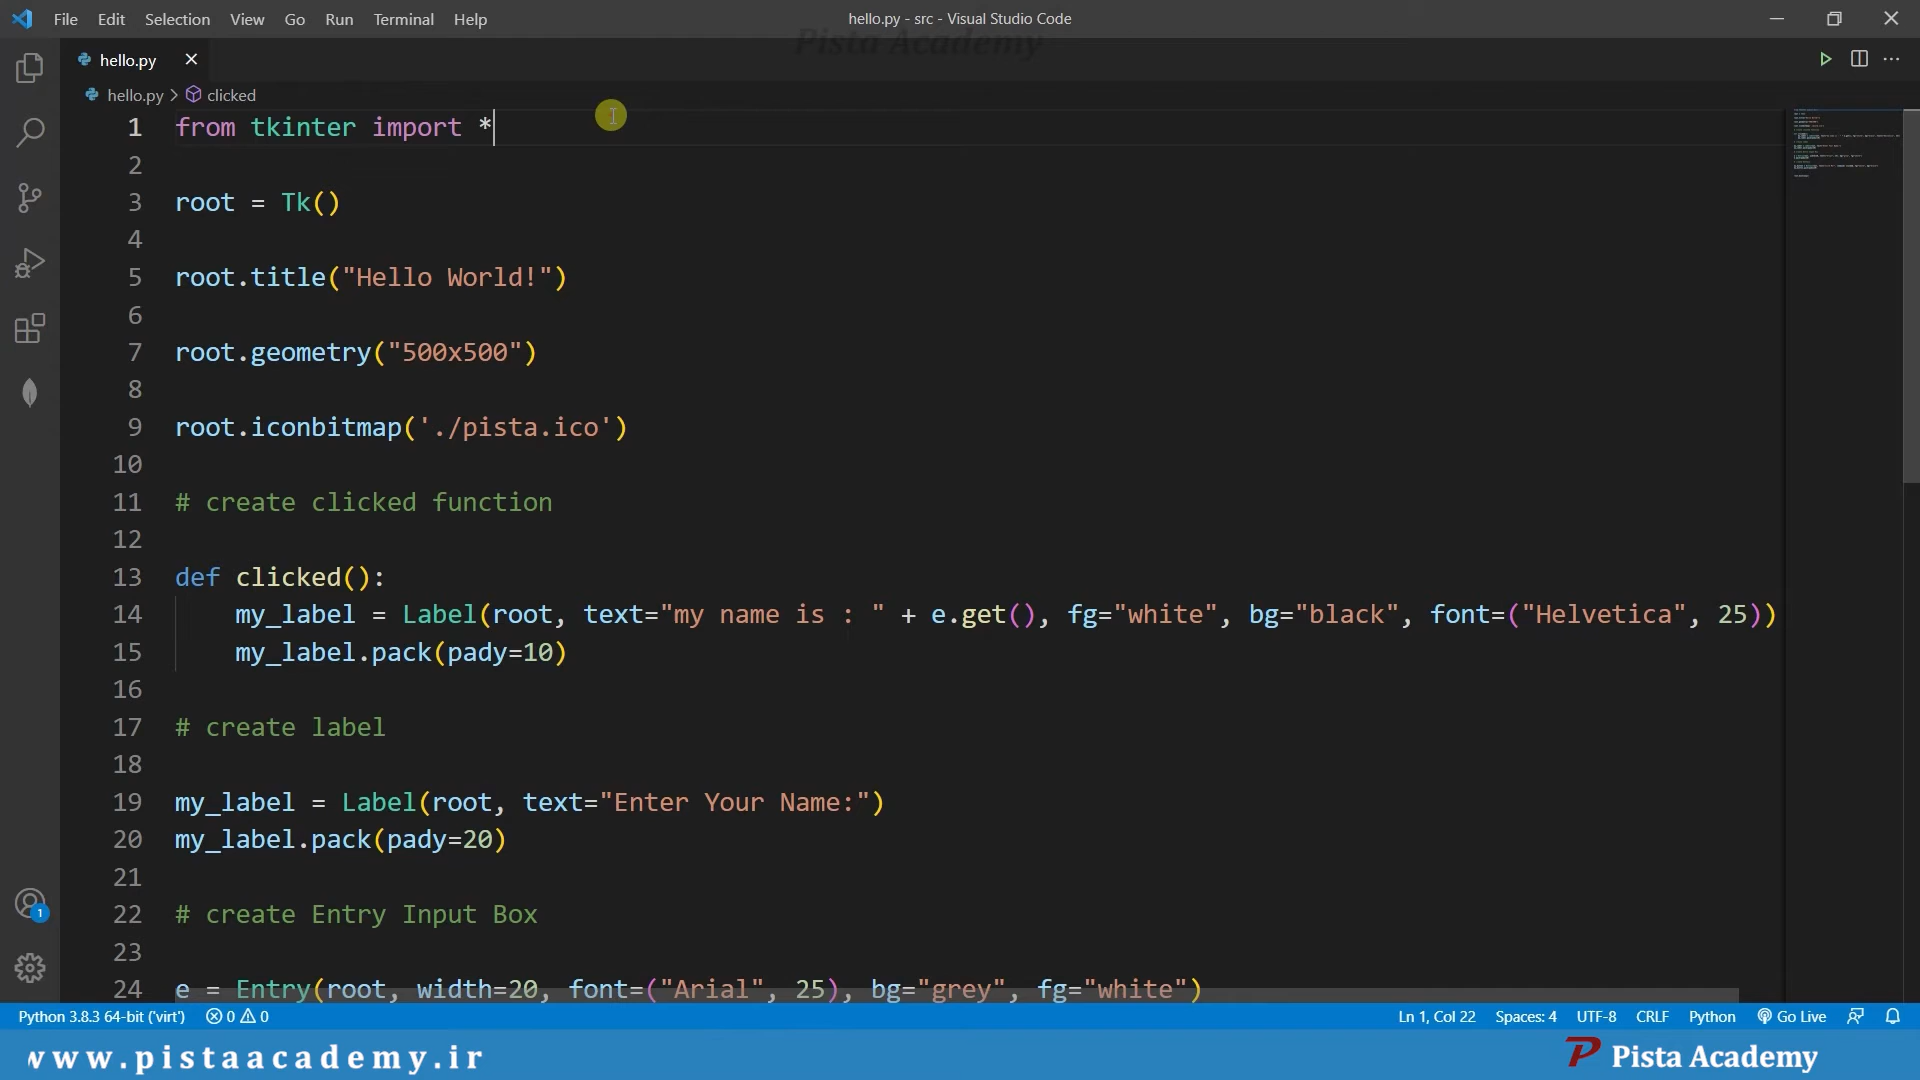 File Edit Selection View Go Run Terminal Help
hello.py - src - Visual Studio Code
Pista Academy
hello.py
hello.py > clicked
1 from tkinter import *
2
3 root = Tk()
4
5 root.title("Hello World!")
6
7 root.geometry("500x500")
8
9 root.iconbitmap('./pista.ico')
10
11 # create clicked function
12
13 def clicked():
14 my_label = Label(root, text="my name is : " + e.get(), fg="white", bg="black", font=("Helvetica", 25))
15 my_label.pack(pady=10)
16
17 # create label
18
19 my_label = Label(root, text="Enter Your Name:")
20 my_label.pack(pady=20)
21
22 # create Entry Input Box
23
24 e = Entry(root, width=20, font=("Arial", 25), bg="grey", fg="white")
1
Python 3.8.3 64-bit ('virt') 0 0 Ln 1, Col 22 Spaces: 4 UTF-8 CRLF Python Go Live
www.pistaacademy.ir
P Pista Academy